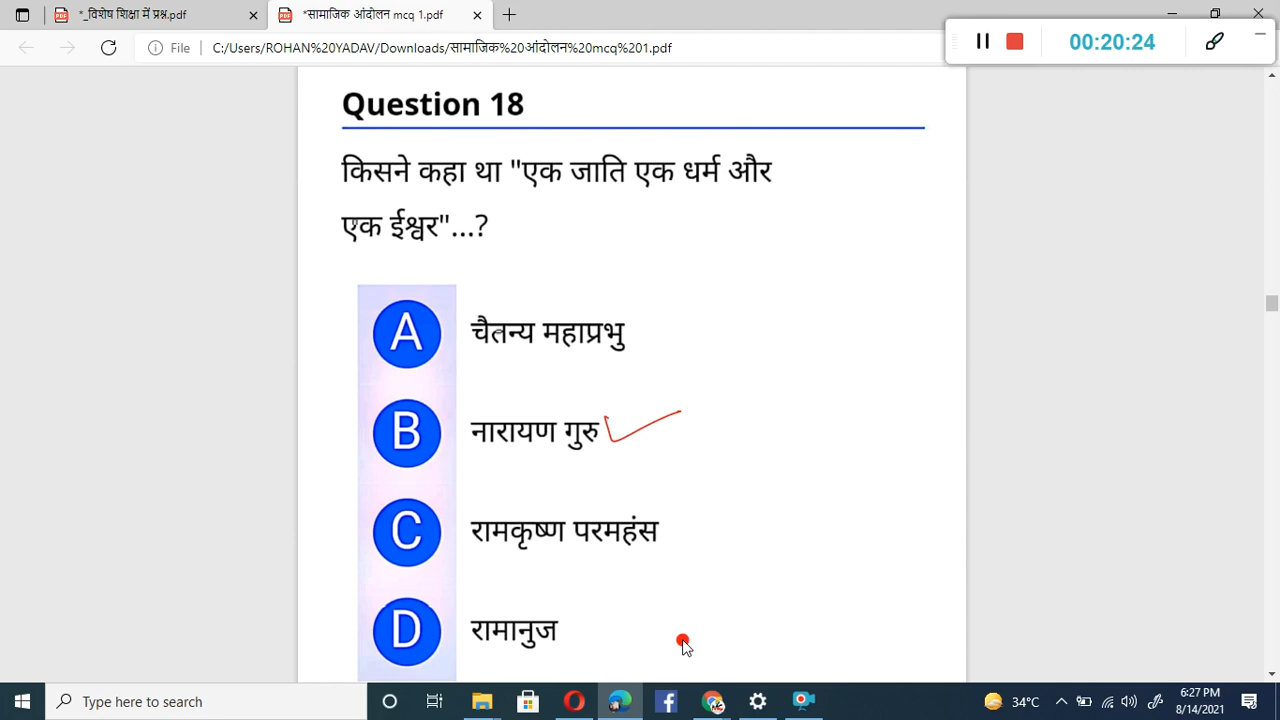 *_विशेष शिक्षा में प्रश्न.pdf
*सामाजिक आंदोलन mcq 1.pdf
File
C:/Users/ROHAN%20YADAV/Downloads/सामाजिक%20आंदोलन%20mcq%201.pdf
00:20:24
Question 18
किसने कहा था "एक जाति एक धर्म और
एक ईश्वर"...?
A चैतन्य महाप्रभु
B नारायण गुरु
C रामकृष्ण परमहंस
D रामानुज
Type here to search
34°C
6:27 PM
8/14/2021